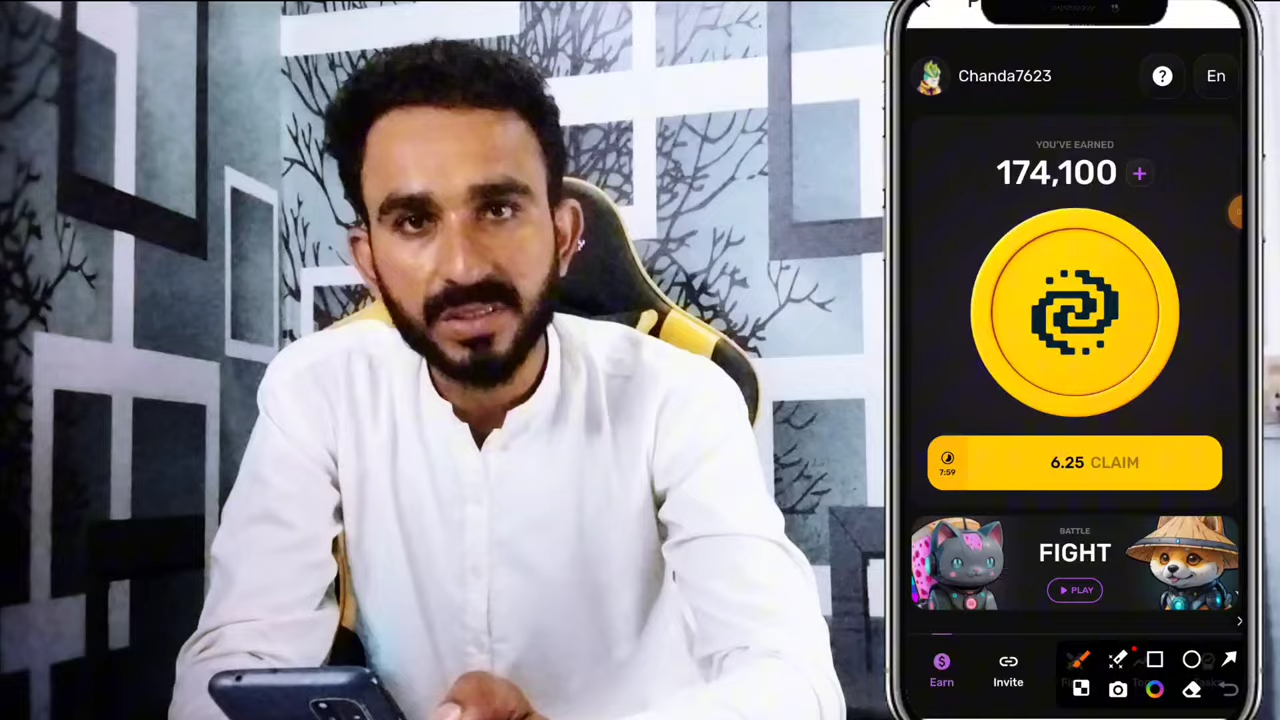 Chanda7623
?
En
YOU'VE EARNED
174,100 +
7:59
6.25 CLAIM
BATTLE
FIGHT
PLAY
Earn
Invite